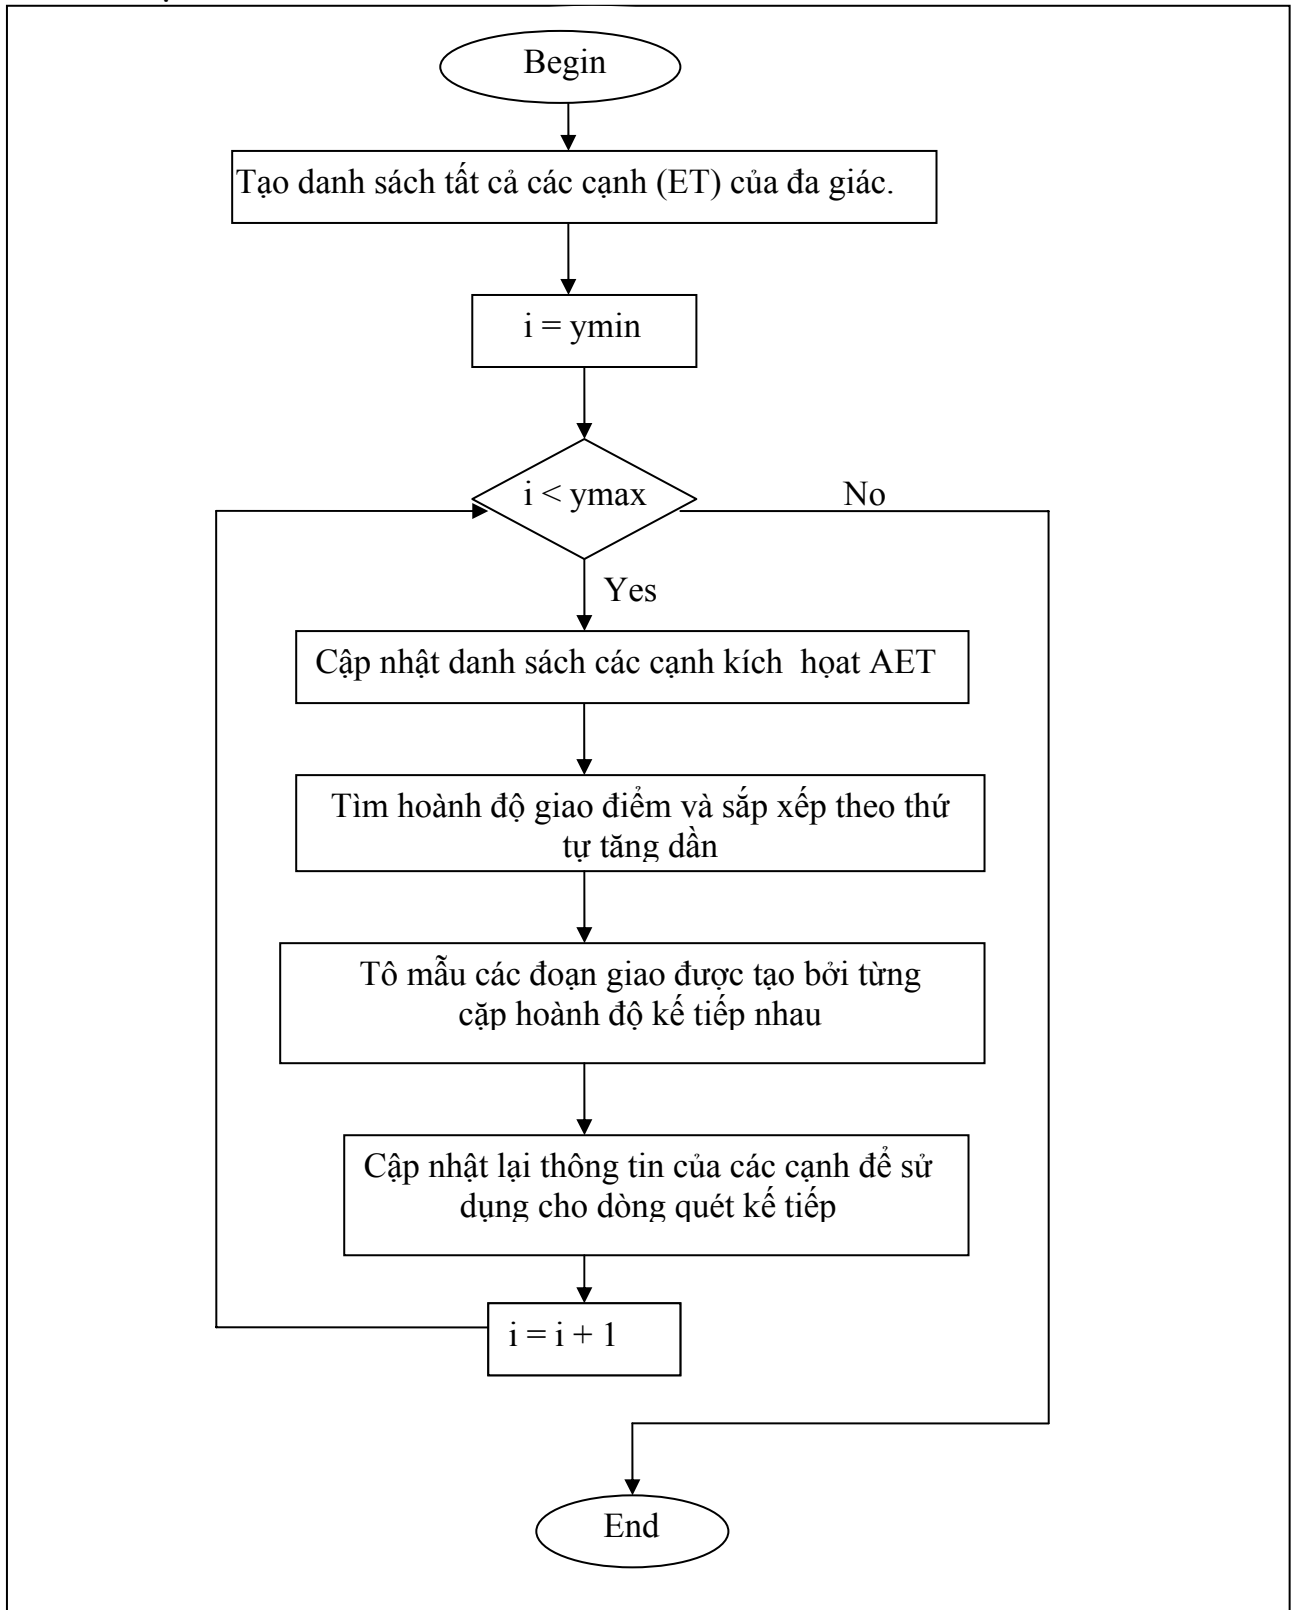 Begin
Tạo danh sách tất cả các cạnh (ET) của đa giác.
i = ymin
i < ymax
No
Yes
Cập nhật danh sách các cạnh kích họat AET
Tìm hoành độ giao điểm và sắp xếp theo thứ
tự tăng dần
Tô mẫu các đoạn giao được tạo bởi từng
cặp hoành độ kế tiếp nhau
Cập nhật lại thông tin của các cạnh để sử
dụng cho dòng quét kế tiếp
i = i + 1
End